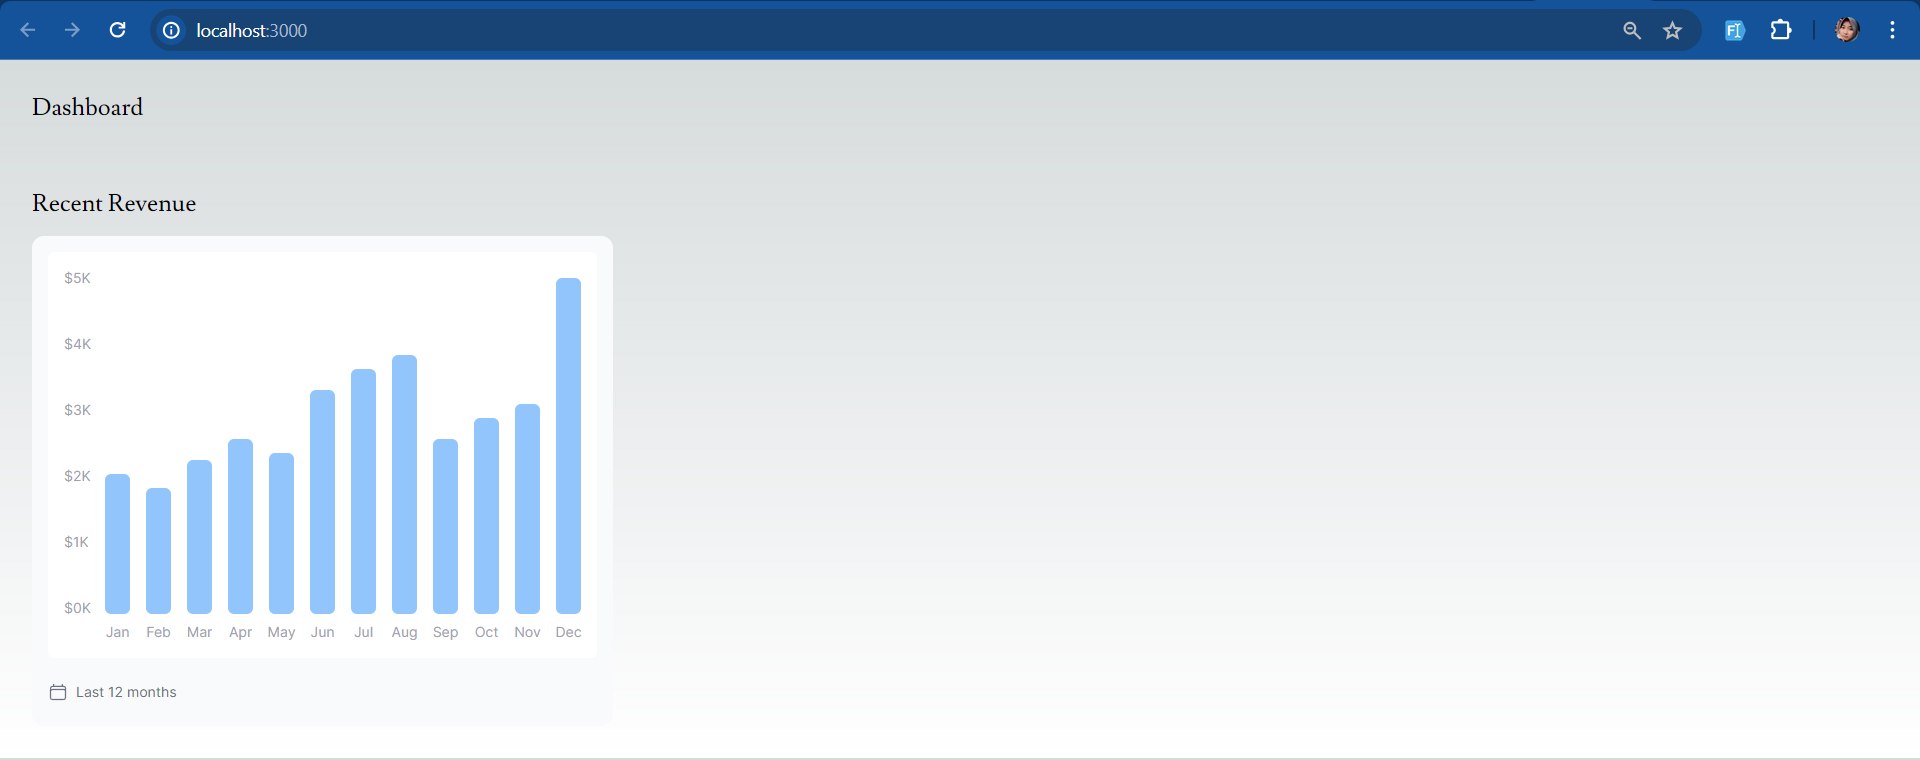 localhost:3000
Dashboard
Recent Revenue
$5K
$4K
$3K
$2K
$1K
$0K
Jan Feb Mar Apr May Jun Jul Aug Sep Oct Nov Dec
Last 12 months